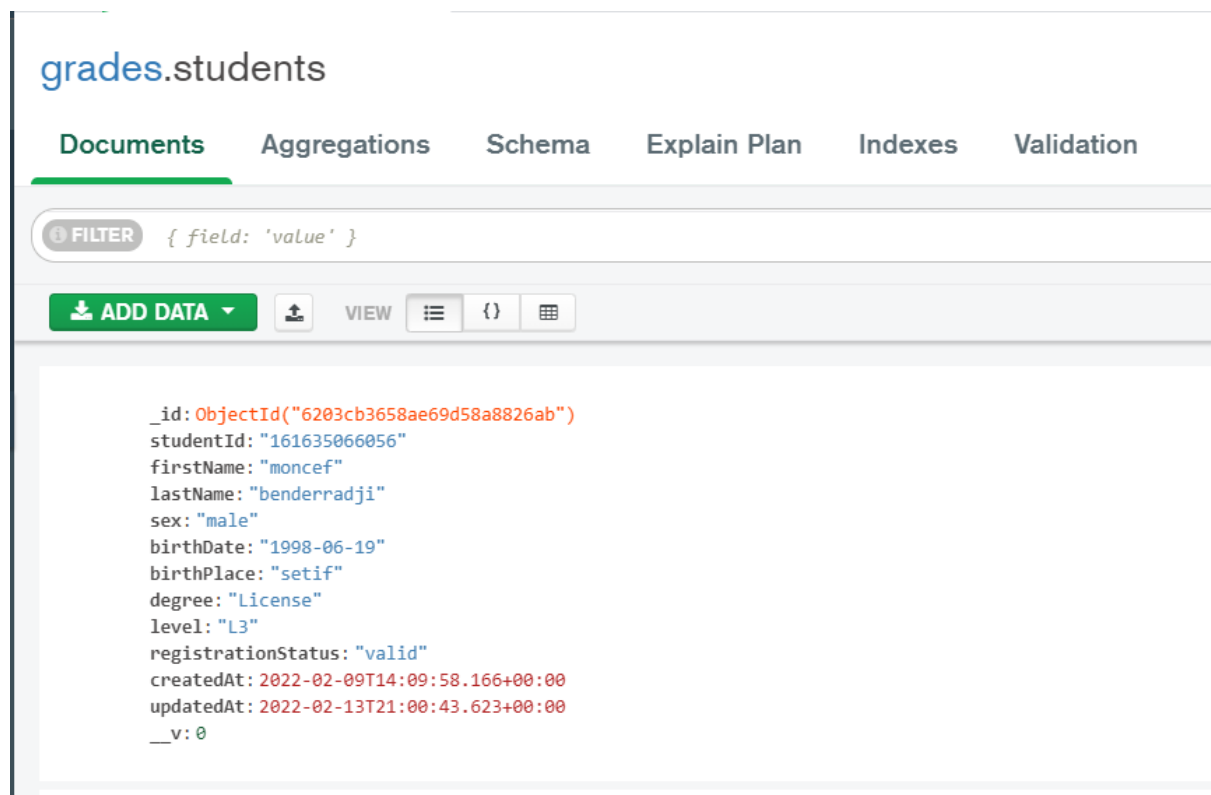 grades.students
Documents Aggregations Schema Explain Plan Indexes Validation
FILTER { field: 'value' }
ADD DATA VIEW {}
_id: ObjectId("6203cb3658ae69d58a8826ab")
studentId: "161635066056"
firstName: "moncef"
lastName: "benderradji"
sex: "male"
birthDate: "1998-06-19"
birthPlace: "setif"
degree: "License"
level: "L3"
registrationStatus: "valid"
createdAt: 2022-02-09T14:09:58.166+00:00
updatedAt: 2022-02-13T21:00:43.623+00:00
__v: 0